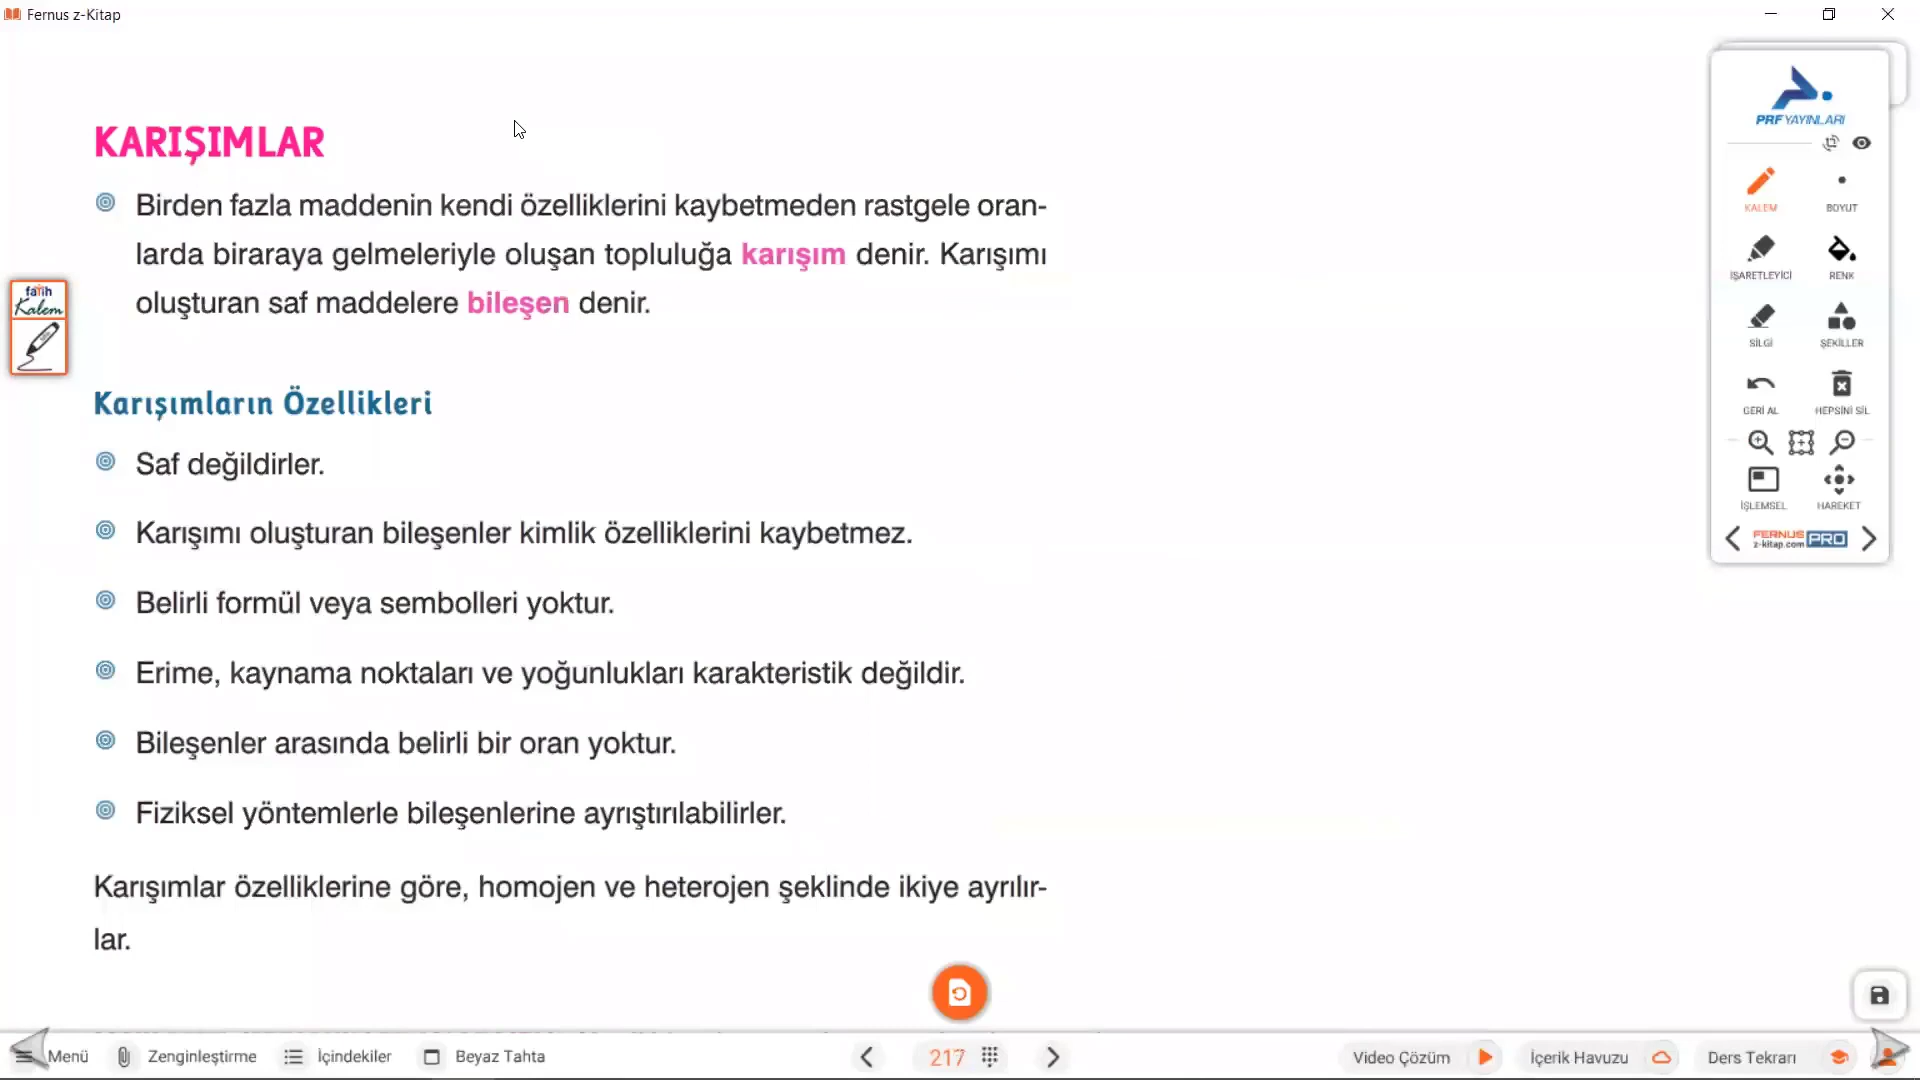 Fernus z-Kitap
KARIŞIMLAR
Birden fazla maddenin kendi özelliklerini kaybetmeden rastgele oran-
larda biraraya gelmeleriyle oluşan topluluğa karışım denir. Karışımı
oluşturan saf maddelere bileşen denir.
fatih
Kalem
Karışımların Özellikleri
Saf değildirler.
Karışımı oluşturan bileşenler kimlik özelliklerini kaybetmez.
Belirli formül veya sembolleri yoktur.
Erime, kaynama noktaları ve yoğunlukları karakteristik değildir.
Bileşenler arasında belirli bir oran yoktur.
Fiziksel yöntemlerle bileşenlerine ayrıştırılabilirler.
Karışımlar özelliklerine göre, homojen ve heterojen şeklinde ikiye ayrılır-
lar.
PRF YAYINLARI
KALEM BOYUT
İŞARETLEYİCİ RENK
SİLGİ ŞEKİLLER
GERİ AL HEPSİNİ SİL
İŞLEMSEL HAREKET
FERNUS
z-kitap.com PRO
Menü Zenginleştirme İçindekiler Beyaz Tahta 217 Video Çözüm İçerik Havuzu Ders Tekrarı